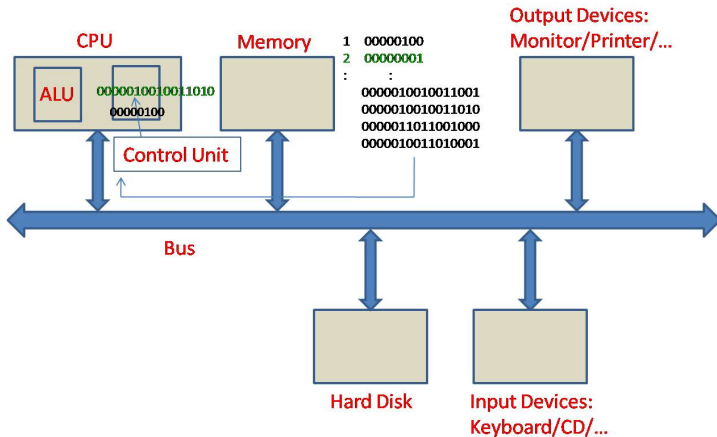 CPU
Memory
1 00000100
2 00000001
: :
0000010010011001
0000010010011010
0000011011001000
0000010011010001
Output Devices:
Monitor/Printer/...
ALU
0000010010011010
00000100
Control Unit
Bus
Hard Disk
Input Devices:
Keyboard/CD/...